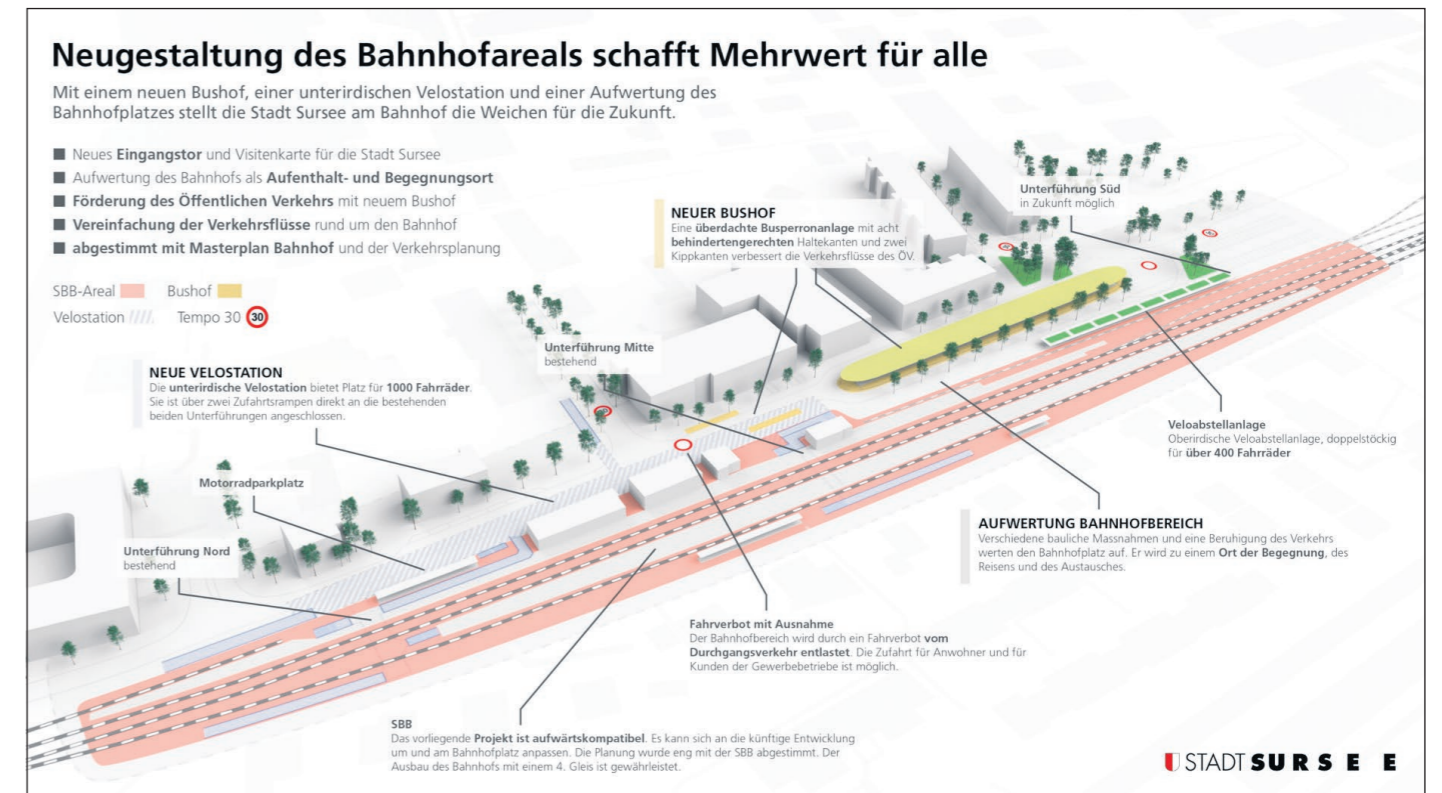 Neugestaltung des Bahnhofareals schafft Mehrwert für alle
Mit einem neuen Bushof, einer unterirdischen Velostation und einer Aufwertung des
Bahnhofplatzes stellt die Stadt Sursee am Bahnhof die Weichen für die Zukunft.
■ Neues Eingangstor und Visitenkarte für die Stadt Sursee
■ Aufwertung des Bahnhofs als Aufenthalt- und Begegnungsort
■ Förderung des Öffentlichen Verkehrs mit neuem Bushof
■ Vereinfachung der Verkehrsflüsse rund um den Bahnhof
■ abgestimmt mit Masterplan Bahnhof und der Verkehrsplanung
SBB-Areal Bushof
Velostation Tempo 30 30
NEUER BUSHOF
Eine überdachte Busperronanlage mit acht
behindertengerechten Haltekanten und zwei
Kippkanten verbessert die Verkehrsflüsse des ÖV.
Unterführung Süd
in Zukunft möglich
Unterführung Mitte
bestehend
NEUE VELOSTATION
Die unterirdische Velostation bietet Platz für 1000 Fahrräder.
Sie ist über zwei Zufahrtsrampen direkt an die bestehenden
beiden Unterführungen angeschlossen.
Motorradparkplatz
Unterführung Nord
bestehend
Veloabstellanlage
Oberirdische Veloabstellanlage, doppelstöckig
für über 400 Fahrräder
AUFWERTUNG BAHNHOFBEREICH
Verschiedene bauliche Massnahmen und eine Beruhigung des Verkehrs
werten den Bahnhofplatz auf. Er wird zu einem Ort der Begegnung, des
Reisens und des Austausches.
Fahrverbot mit Ausnahme
Der Bahnhofbereich wird durch ein Fahrverbot vom
Durchgangsverkehr entlastet. Die Zufahrt für Anwohner und für
Kunden der Gewerbebetriebe ist möglich.
SBB
Das vorliegende Projekt ist aufwärtskompatibel. Es kann sich an die künftige Entwicklung
um und am Bahnhofplatz anpassen. Die Planung wurde eng mit der SBB abgestimmt. Der
Ausbau des Bahnhofs mit einem 4. Gleis ist gewährleistet.
STADT SURSEE